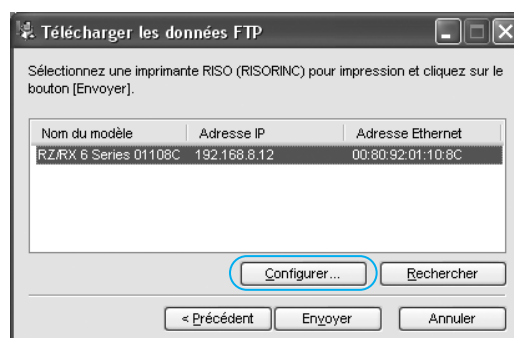 Télécharger les données FTP
Sélectionnez une imprimante RISO (RISORINC) pour impression et cliquez sur le
bouton [Envoyer].
Nom du modèle Adresse IP Adresse Ethernet
RZ/RX 6 Series 01108C 192.168.8.12 00:80:92:01:10:8C
Configurer... Rechercher
< Précédent Envoyer Annuler